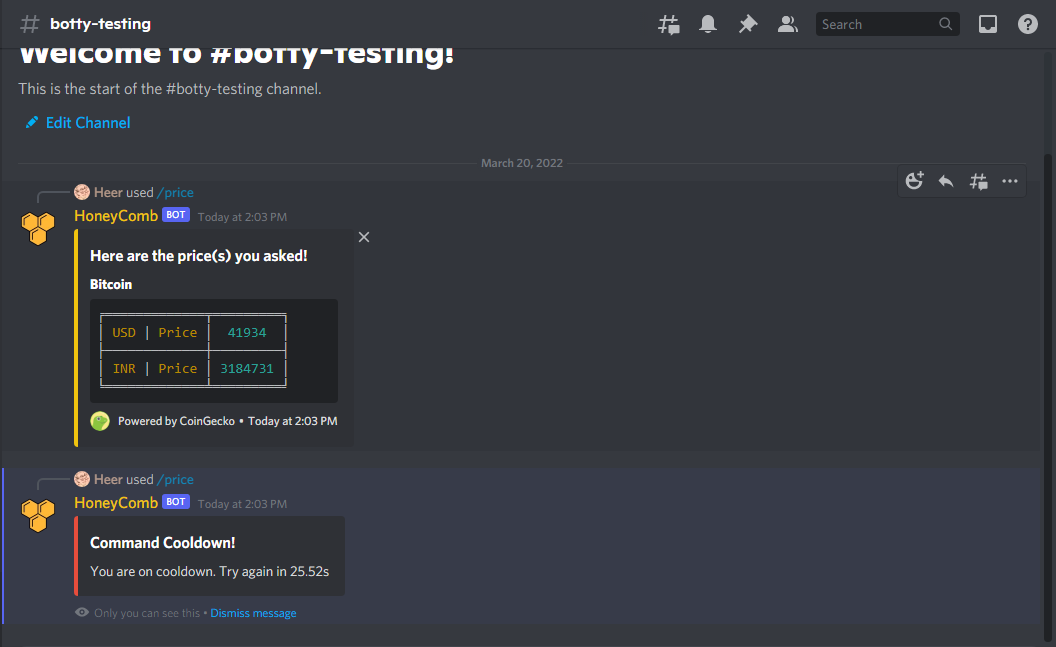 botty-testing
Search
Welcome to #botty-testing!
This is the start of the #botty-testing channel.
Edit Channel
March 20, 2022
Heer used /price
HoneyComb BOT Today at 2:03 PM
Here are the price(s) you asked!
Bitcoin
USD | Price | 41934
INR | Price | 3184731
Powered by CoinGecko • Today at 2:03 PM
Heer used /price
HoneyComb BOT Today at 2:03 PM
Command Cooldown!
You are on cooldown. Try again in 25.52s
Only you can see this • Dismiss message